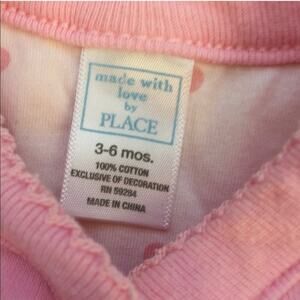 made with
love
by
PLACE
3-6 mos.
100% COTTON
EXCLUSIVE OF DECORATION
RN 59284
MADE IN CHINA